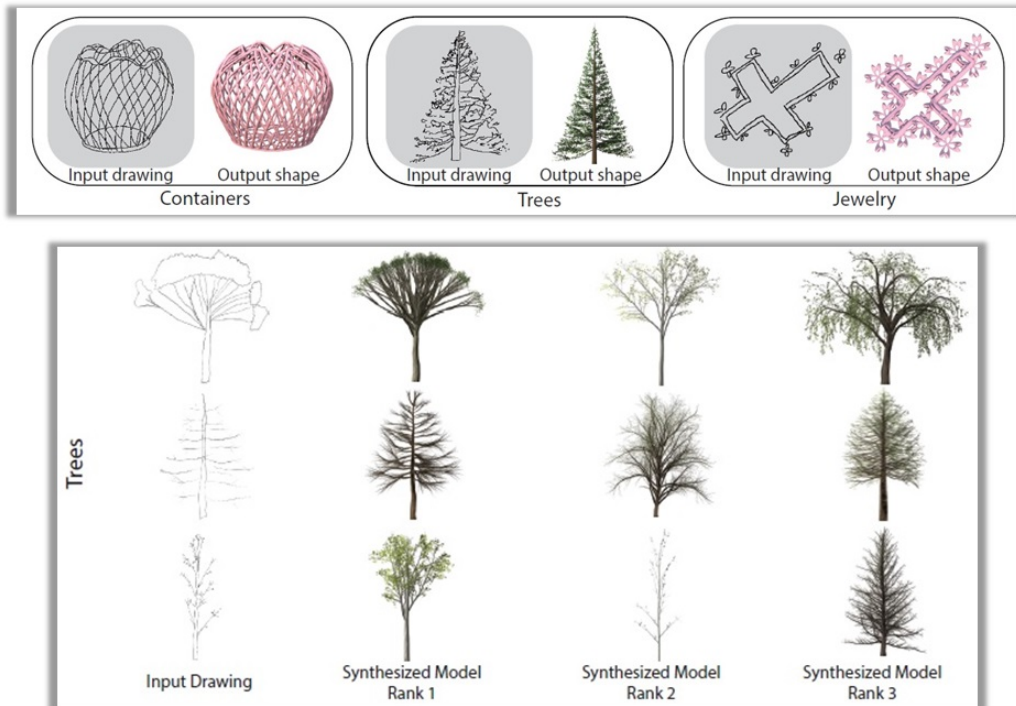 Input drawing Output shape
Containers
Input drawing Output shape
Trees
Input drawing Output shape
Jewelry
Trees
Input Drawing
Synthesized Model
Rank 1
Synthesized Model
Rank 2
Synthesized Model
Rank 3